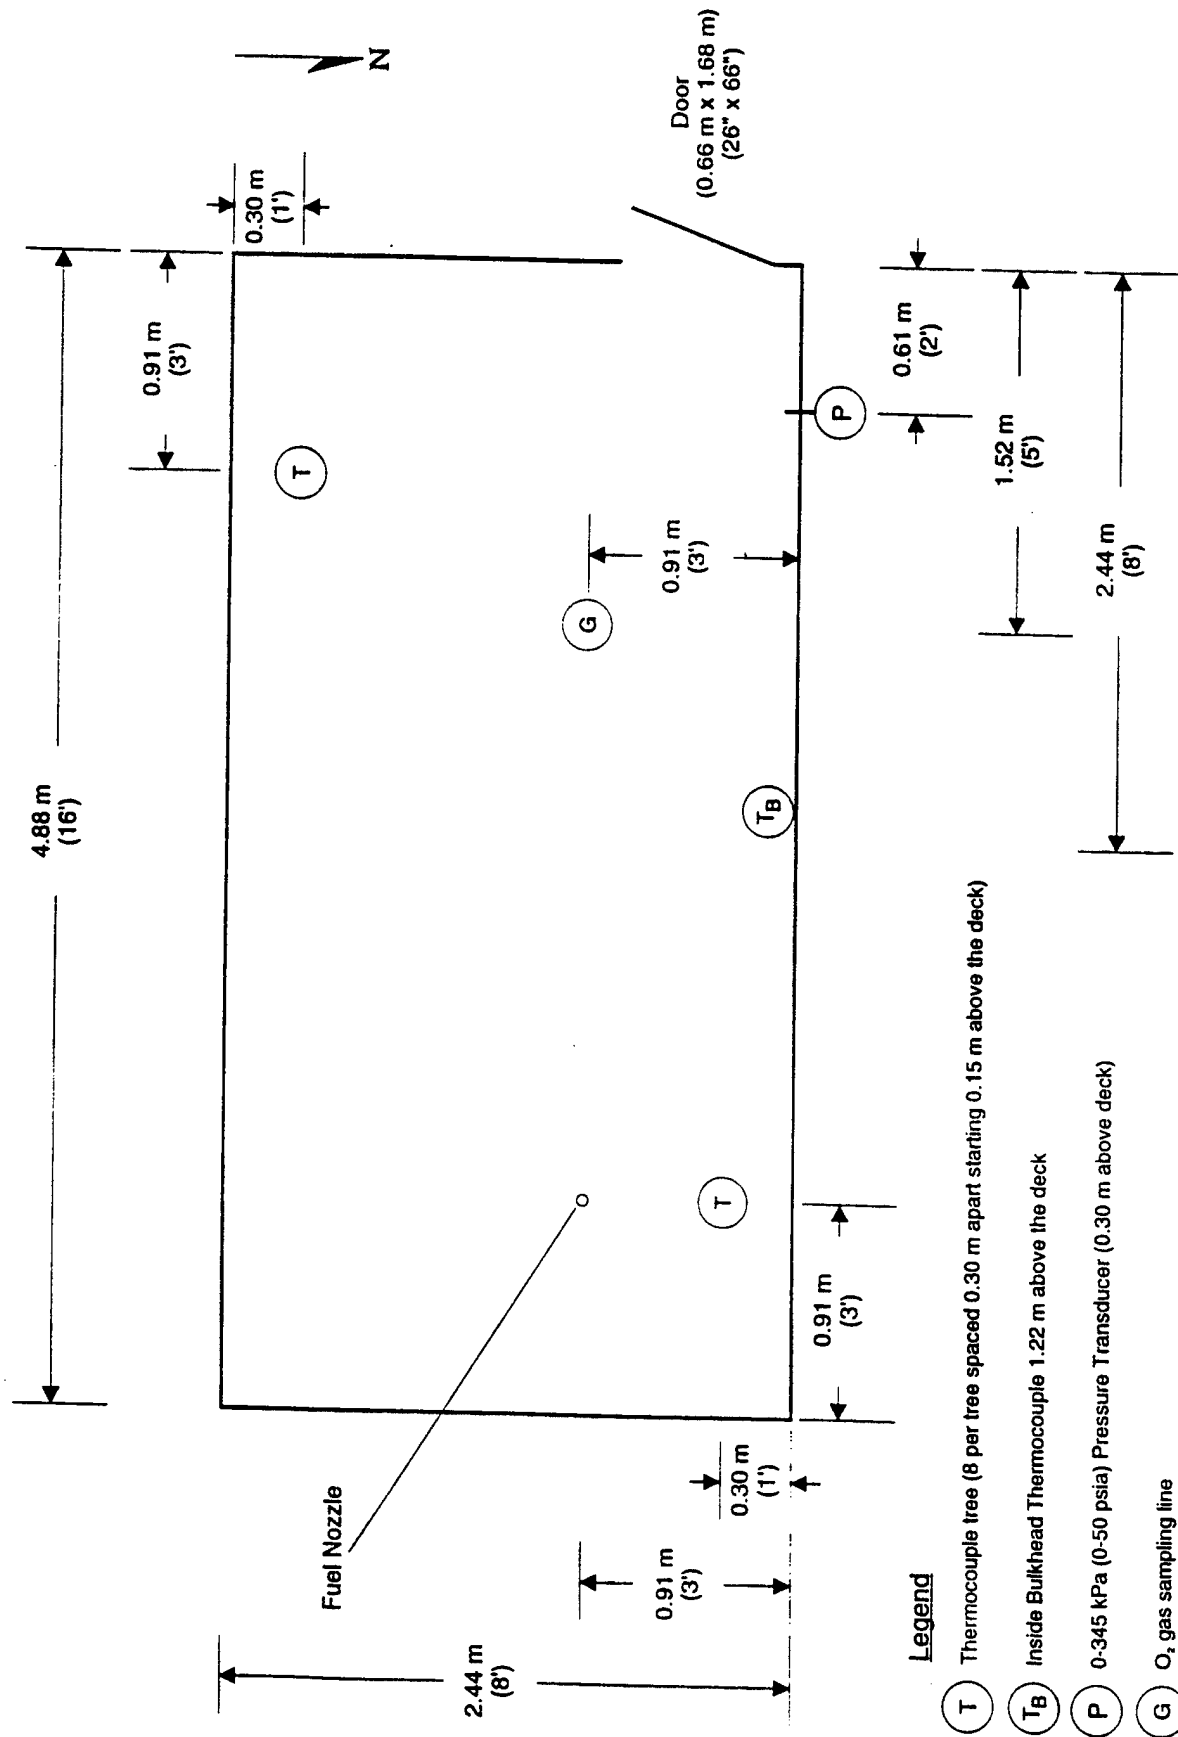 N
4.88 m
(16')
0.91 m
(3')
0.30 m
(1')
Door
(0.66 m x 1.68 m)
(26" x 66")
T
G
0.91 m
(3')
P
0.61 m
(2')
1.52 m
(5')
2.44 m
(8')
TB
T
Fuel Nozzle
0.91 m
(3')
0.30 m
(1')
0.91 m
(3')
2.44 m
(8')
Legend
T Thermocouple tree (8 per tree spaced 0.30 m apart starting 0.15 m above the deck)
TB Inside Bulkhead Thermocouple 1.22 m above the deck
P 0-345 kPa (0-50 psia) Pressure Transducer (0.30 m above deck)
G O₂ gas sampling line